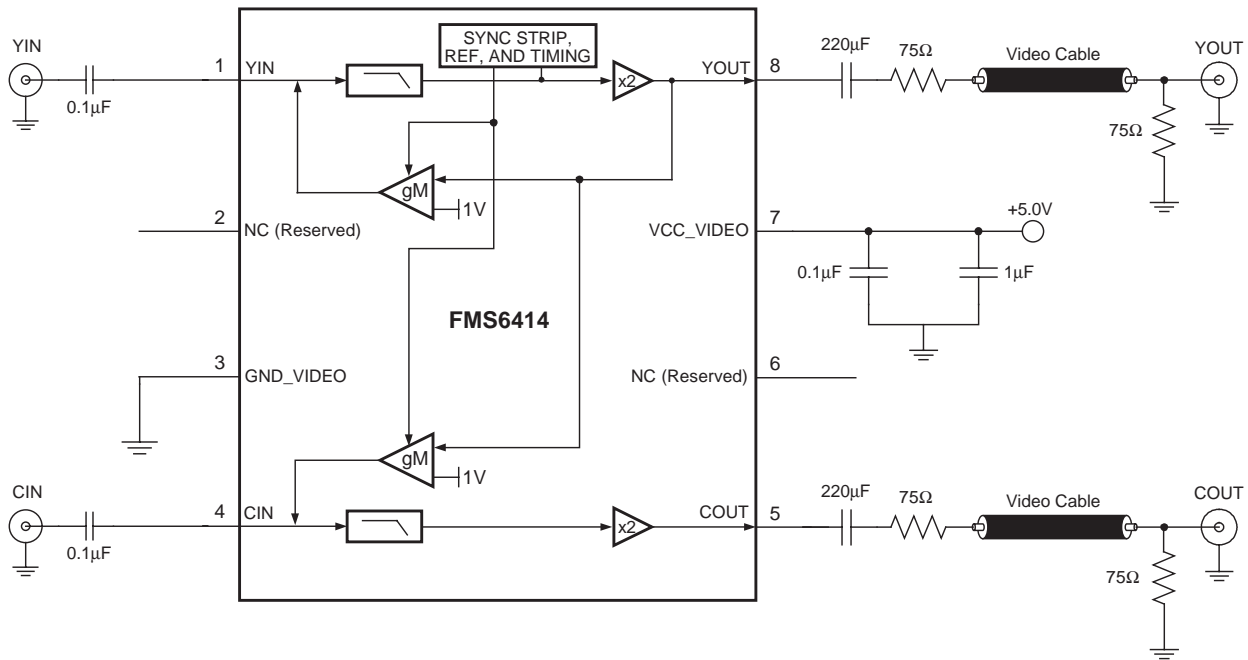 YIN
0.1µF
1
YIN
SYNC STRIP,
REF, AND TIMING
x2
YOUT
8
220µF
75Ω
Video Cable
YOUT
75Ω
gM
1V
2
NC (Reserved)
VCC_VIDEO
7
+5.0V
0.1µF
1µF
FMS6414
3
GND_VIDEO
NC (Reserved)
6
gM
1V
CIN
0.1µF
4
CIN
x2
COUT
5
220µF
75Ω
Video Cable
COUT
75Ω